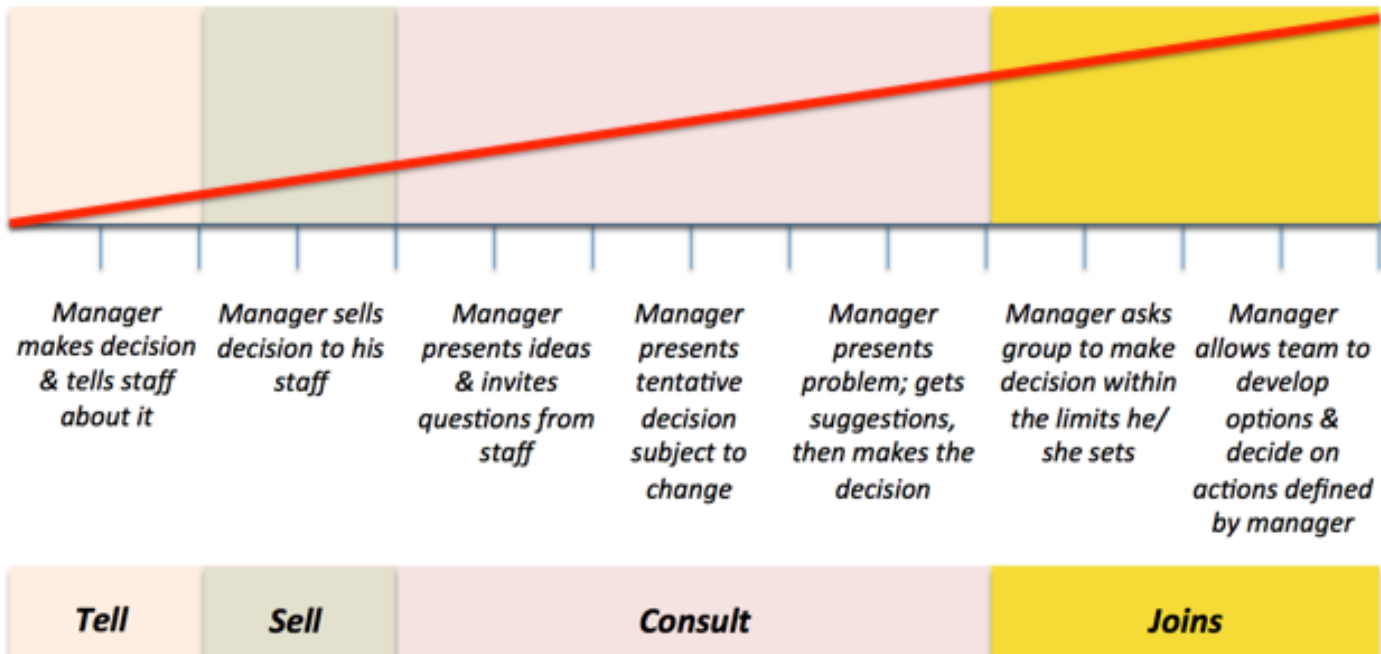 Manager
makes decision
& tells staff
about it
Manager sells
decision to his
staff
Manager
presents ideas
& invites
questions from
staff
Manager
presents
tentative
decision
subject to
change
Manager
presents
problem; gets
suggestions,
then makes the
decision
Manager asks
group to make
decision within
the limits he/
she sets
Manager
allows team to
develop
options &
decide on
actions defined
by manager
Tell
Sell
Consult
Joins